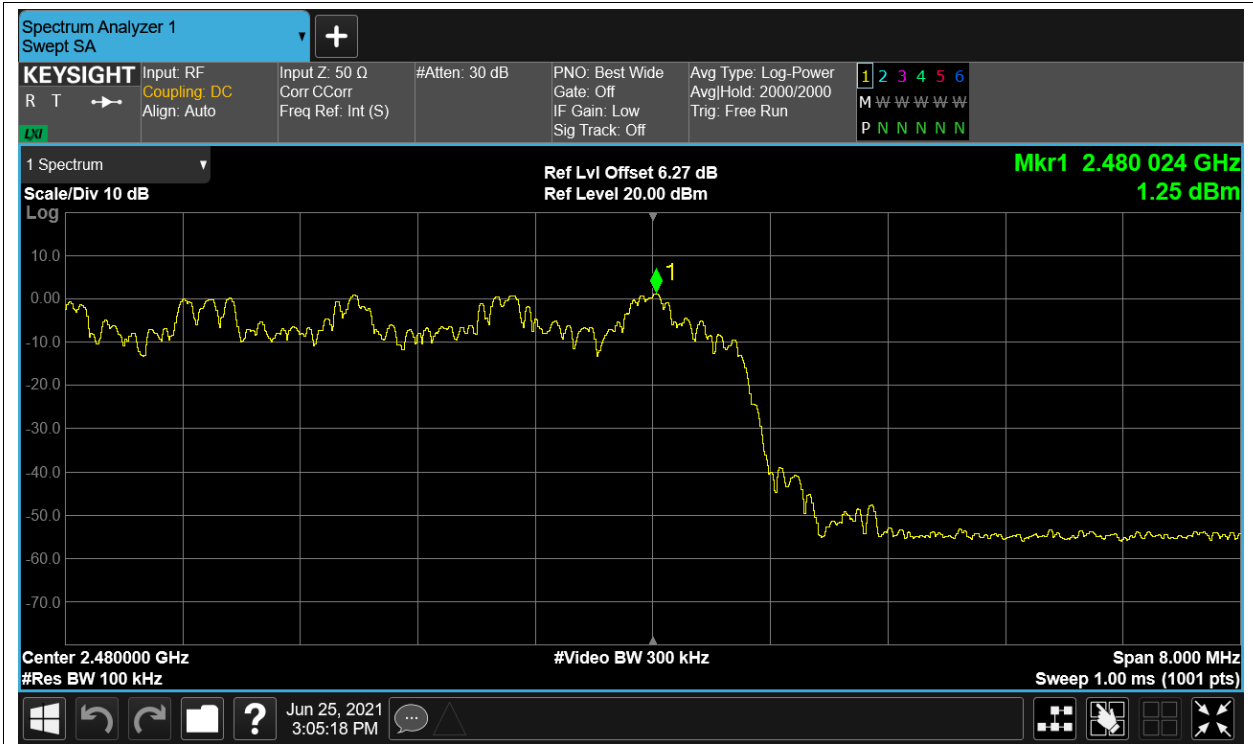 Spectrum Analyzer 1
Swept SA
+
KEYSIGHT
R T
LXI
Input: RF
Coupling: DC
Align: Auto
Input Z: 50 Ω
Corr CCorr
Freq Ref: Int (S)
#Atten: 30 dB
PNO: Best Wide
Gate: Off
IF Gain: Low
Sig Track: Off
Avg Type: Log-Power
Avg|Hold: 2000/2000
Trig: Free Run
1 2 3 4 5 6
M W W W W W
P N N N N N
1 Spectrum
Scale/Div 10 dB
Log
Ref Lvl Offset 6.27 dB
Ref Level 20.00 dBm
Mkr1 2.480 024 GHz
1.25 dBm
1
10.0
0.00
-10.0
-20.0
-30.0
-40.0
-50.0
-60.0
-70.0
Center 2.480000 GHz
#Res BW 100 kHz
#Video BW 300 kHz
Span 8.000 MHz
Sweep 1.00 ms (1001 pts)
?
Jun 25, 2021
3:05:18 PM